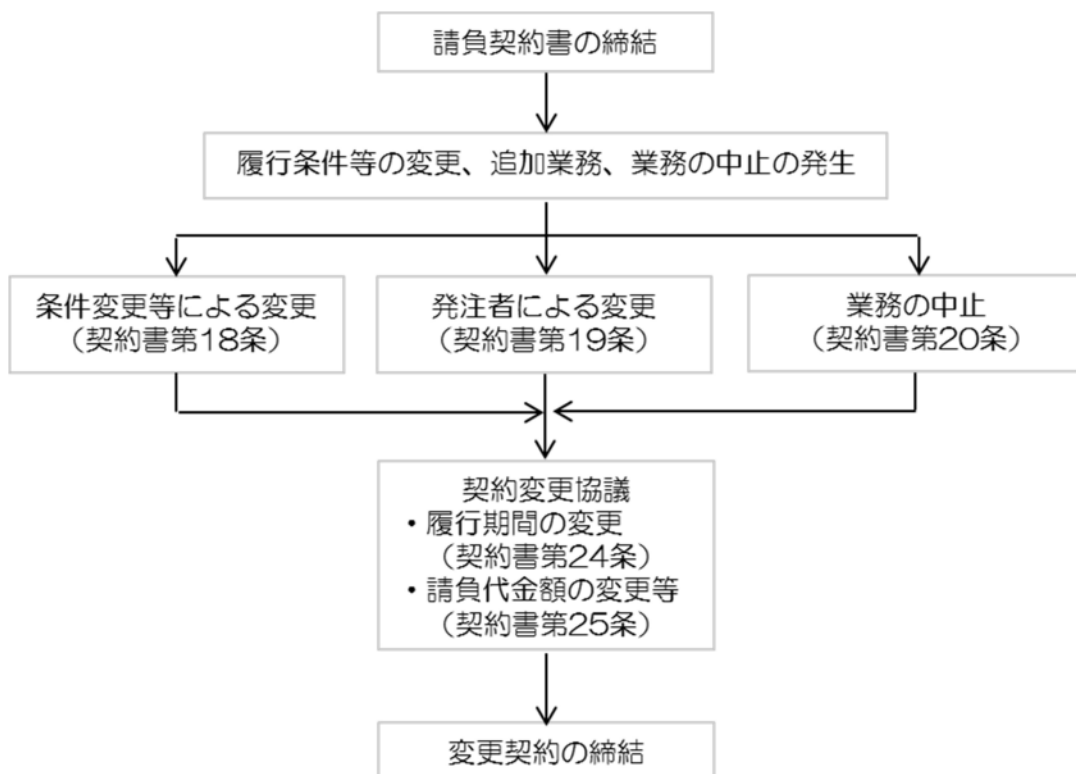 請負契約書の締結
履行条件等の変更、追加業務、業務の中止の発生
条件変更等による変更
（契約書第18条）
発注者による変更
（契約書第19条）
業務の中止
（契約書第20条）
契約変更協議
・履行期間の変更
（契約書第24条）
・請負代金額の変更等
（契約書第25条）
変更契約の締結